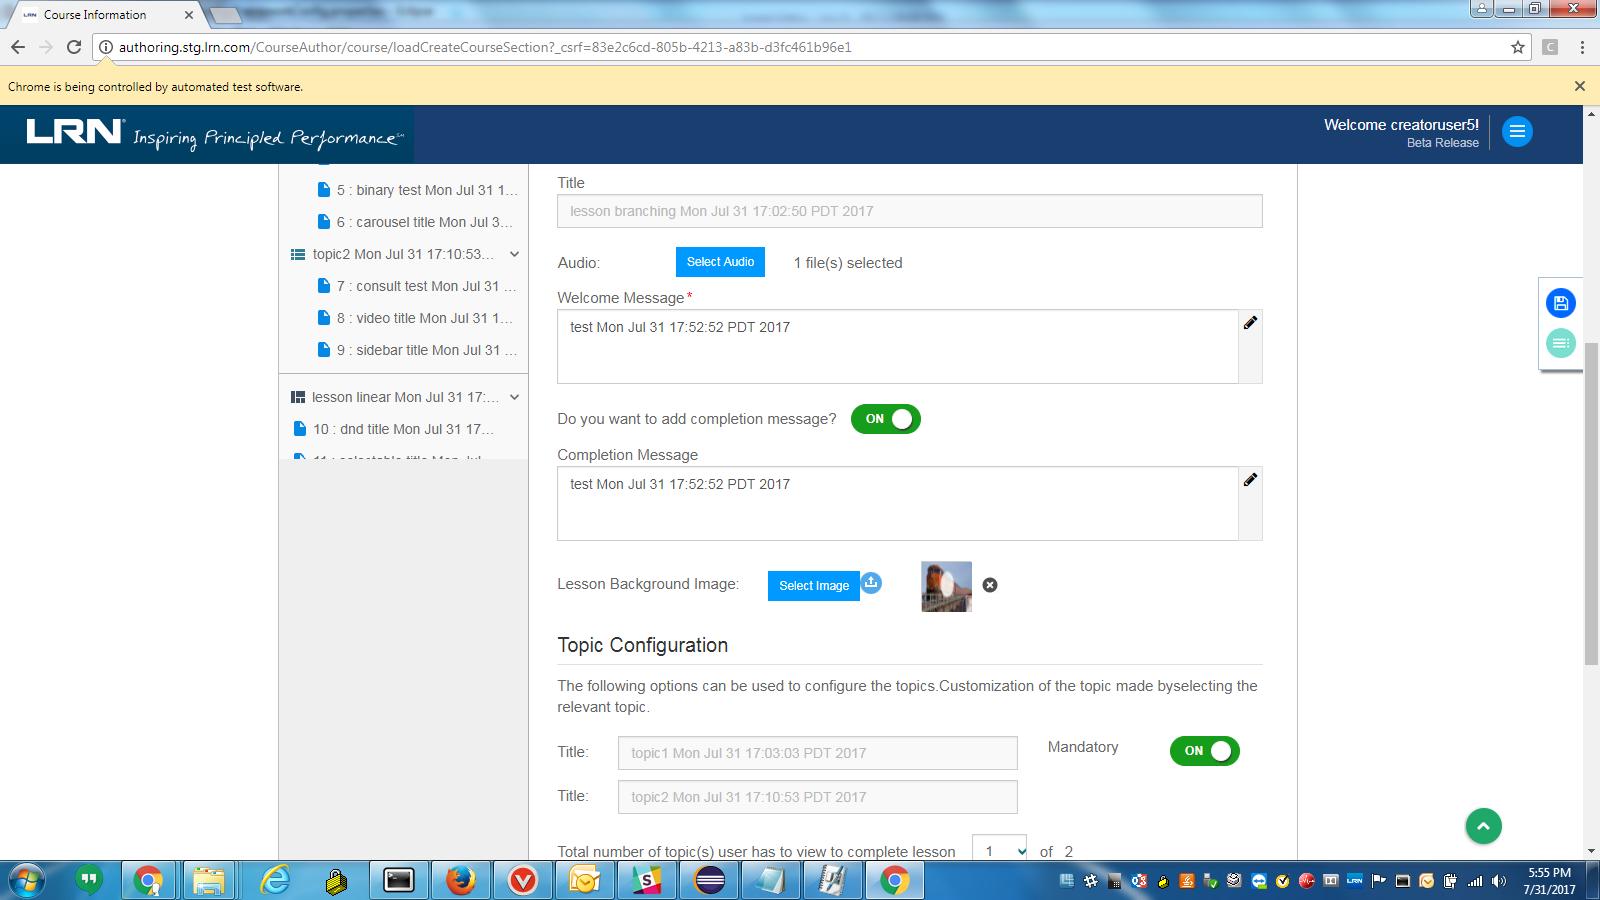 LRN Course Information
authoring.stg.lrn.com/CourseAuthor/course/loadCreateCourseSection?_csrf=83e2c6cd-805b-4213-a83b-d3fc461b96e1
C
Chrome is being controlled by automated test software.
LRN Inspiring Principled Performance
Welcome creatoruser5!
Beta Release
5 : binary test Mon Jul 31 1...
6 : carousel title Mon Jul 3...
topic2 Mon Jul 31 17:10:53...
7 : consult test Mon Jul 31 ...
8 : video title Mon Jul 31 1...
9 : sidebar title Mon Jul 31 ...
lesson linear Mon Jul 31 17:...
10 : dnd title Mon Jul 31 17...
Title
lesson branching Mon Jul 31 17:02:50 PDT 2017
Audio: Select Audio 1 file(s) selected
Welcome Message*
test Mon Jul 31 17:52:52 PDT 2017
Do you want to add completion message? ON
Completion Message
test Mon Jul 31 17:52:52 PDT 2017
Lesson Background Image: Select Image
Topic Configuration
The following options can be used to configure the topics.Customization of the topic made byselecting the
relevant topic.
Title: topic1 Mon Jul 31 17:03:03 PDT 2017 Mandatory ON
Title: topic2 Mon Jul 31 17:10:53 PDT 2017
Total number of topic(s) user has to view to complete lesson 1 of 2
LRN
5:55 PM
7/31/2017